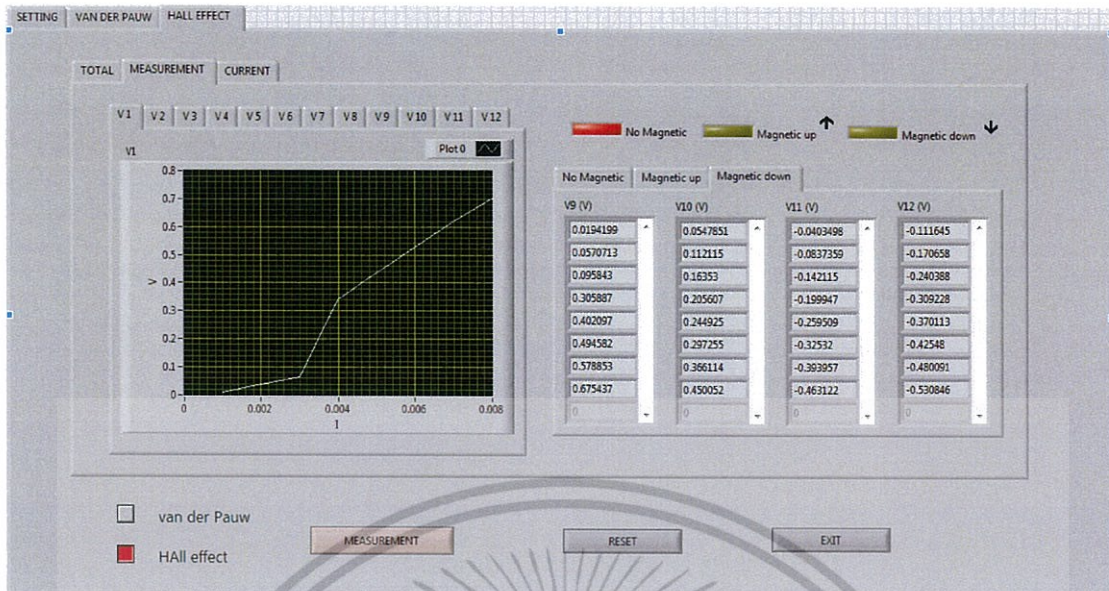 SETTING VAN DER PAUW HALL EFFECT
TOTAL MEASUREMENT CURRENT
V1 V2 V3 V4 V5 V6 V7 V8 V9 V10 V11 V12
V1
Plot 0
0.8
0.7
0.6
0.5
0.4
0.3
0.2
0.1
0
V
0 0.002 0.004 0.006 0.008
I
No Magnetic Magnetic up Magnetic down
No Magnetic Magnetic up Magnetic down
V9 (V) V10 (V) V11 (V) V12 (V)
0.0194199 0.0547851 -0.0403498 -0.111645
0.0570713 0.112115 -0.0837359 -0.170658
0.095843 0.16353 -0.142115 -0.240388
0.305887 0.205607 -0.199947 -0.309228
0.402097 0.244925 -0.259509 -0.370113
0.494582 0.297255 -0.32532 -0.42548
0.578853 0.366114 -0.393957 -0.480091
0.675437 0.450052 -0.463122 -0.530846
0 0 0 0
van der Pauw
HAll effect
MEASUREMENT RESET EXIT